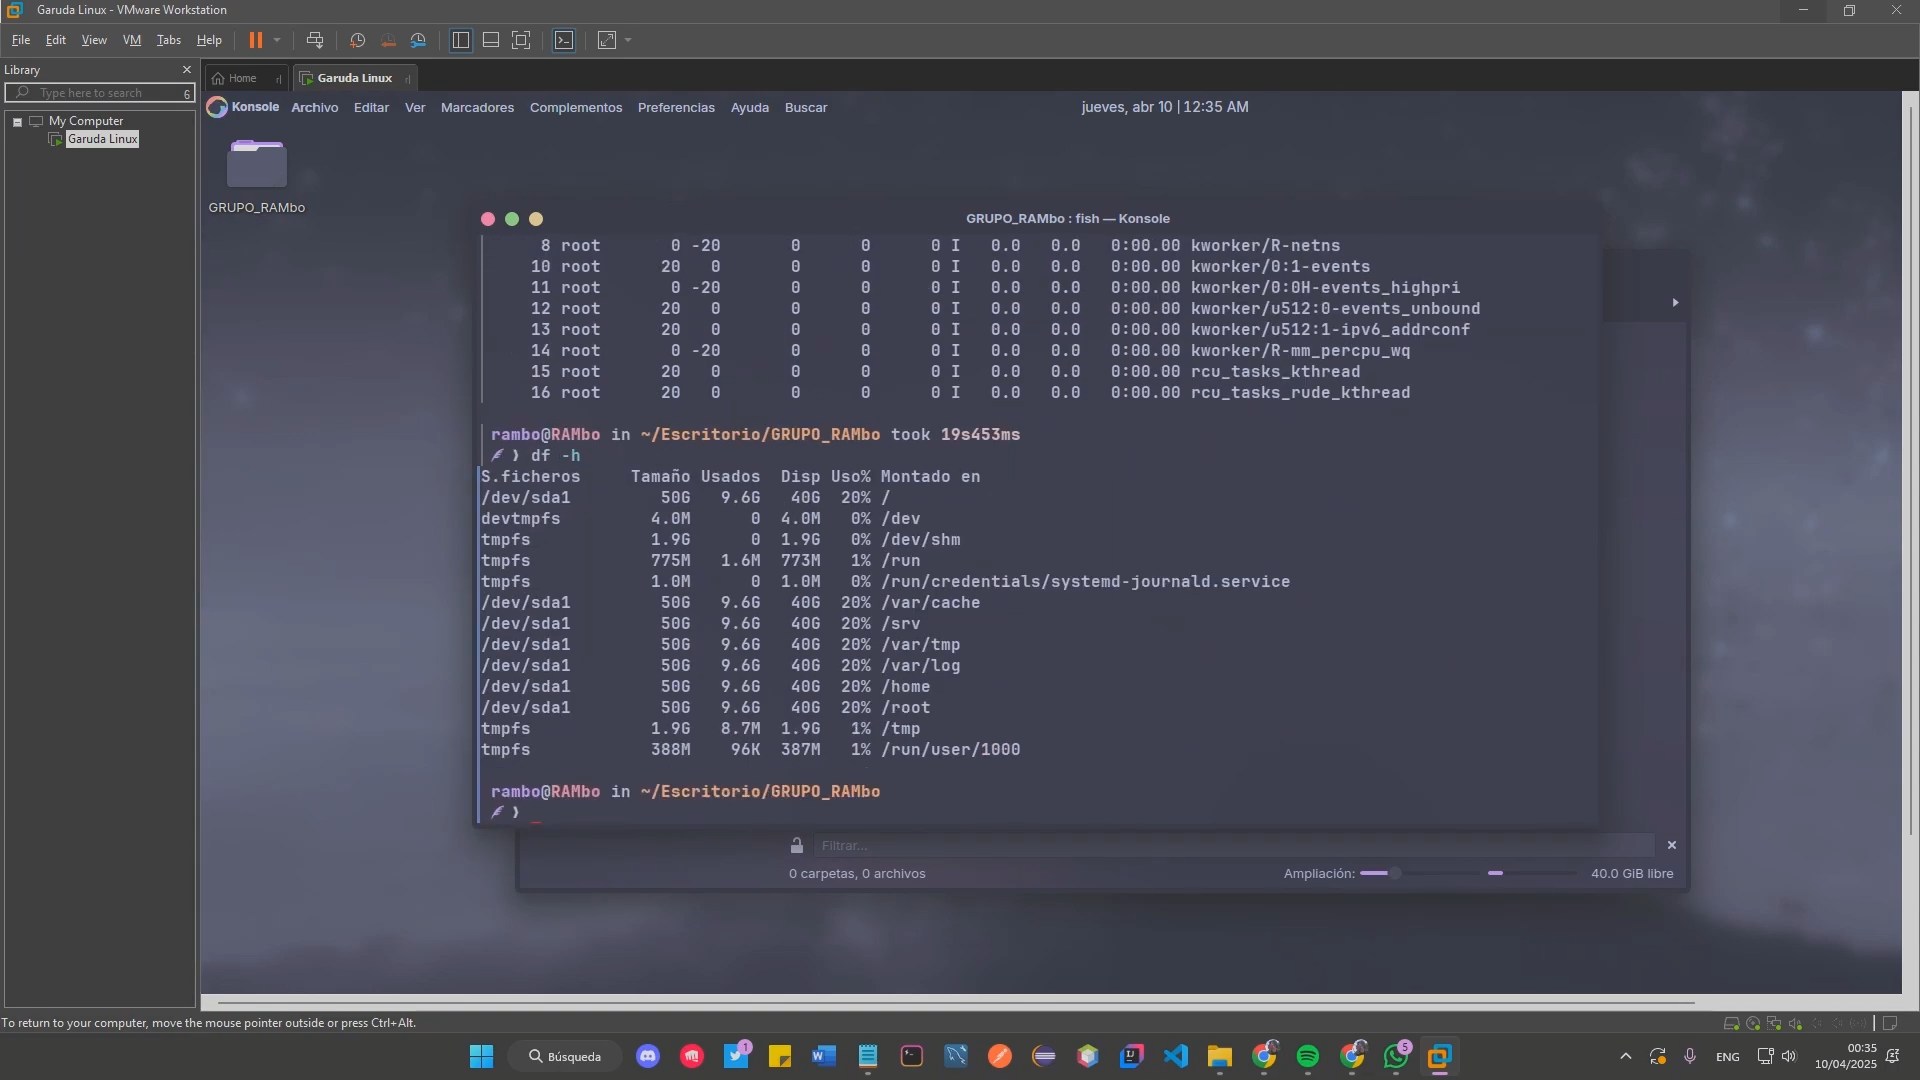 Garuda Linux - VMware Workstation
File Edit View VM Tabs Help
Library
Type here to search
My Computer
Garuda Linux
Home
Garuda Linux
Konsole Archivo Editar Ver Marcadores Complementos Preferencias Ayuda Buscar
jueves, abr 10 | 12:35 AM
GRUPO_RAMbo
GRUPO_RAMbo : fish — Konsole
8 root 0 -20 0 0 0 I 0.0 0.0 0:00.00 kworker/R-netns
10 root 20 0 0 0 0 I 0.0 0.0 0:00.00 kworker/0:1-events
11 root 0 -20 0 0 0 I 0.0 0.0 0:00.00 kworker/0:0H-events_highpri
12 root 20 0 0 0 0 I 0.0 0.0 0:00.00 kworker/u512:0-events_unbound
13 root 20 0 0 0 0 I 0.0 0.0 0:00.00 kworker/u512:1-ipv6_addrconf
14 root 0 -20 0 0 0 I 0.0 0.0 0:00.00 kworker/R-mm_percpu_wq
15 root 20 0 0 0 0 I 0.0 0.0 0:00.00 rcu_tasks_kthread
16 root 20 0 0 0 0 I 0.0 0.0 0:00.00 rcu_tasks_rude_kthread
rambo@RAMbo in ~/Escritorio/GRUPO_RAMbo took 19s453ms
❯ df -h
S.ficheros Tamaño Usados Disp Uso% Montado en
/dev/sda1 50G 9.6G 40G 20% /
devtmpfs 4.0M 0 4.0M 0% /dev
tmpfs 1.9G 0 1.9G 0% /dev/shm
tmpfs 775M 1.6M 773M 1% /run
tmpfs 1.0M 0 1.0M 0% /run/credentials/systemd-journald.service
/dev/sda1 50G 9.6G 40G 20% /var/cache
/dev/sda1 50G 9.6G 40G 20% /srv
/dev/sda1 50G 9.6G 40G 20% /var/tmp
/dev/sda1 50G 9.6G 40G 20% /var/log
/dev/sda1 50G 9.6G 40G 20% /home
/dev/sda1 50G 9.6G 40G 20% /root
tmpfs 1.9G 8.7M 1.9G 1% /tmp
tmpfs 388M 96K 387M 1% /run/user/1000
rambo@RAMbo in ~/Escritorio/GRUPO_RAMbo
❯
Filtrar...
0 carpetas, 0 archivos
Ampliación:
40.0 GiB libre
To return to your computer, move the mouse pointer outside or press Ctrl+Alt.
Búsqueda
1
5
ENG
00:35
10/04/2025